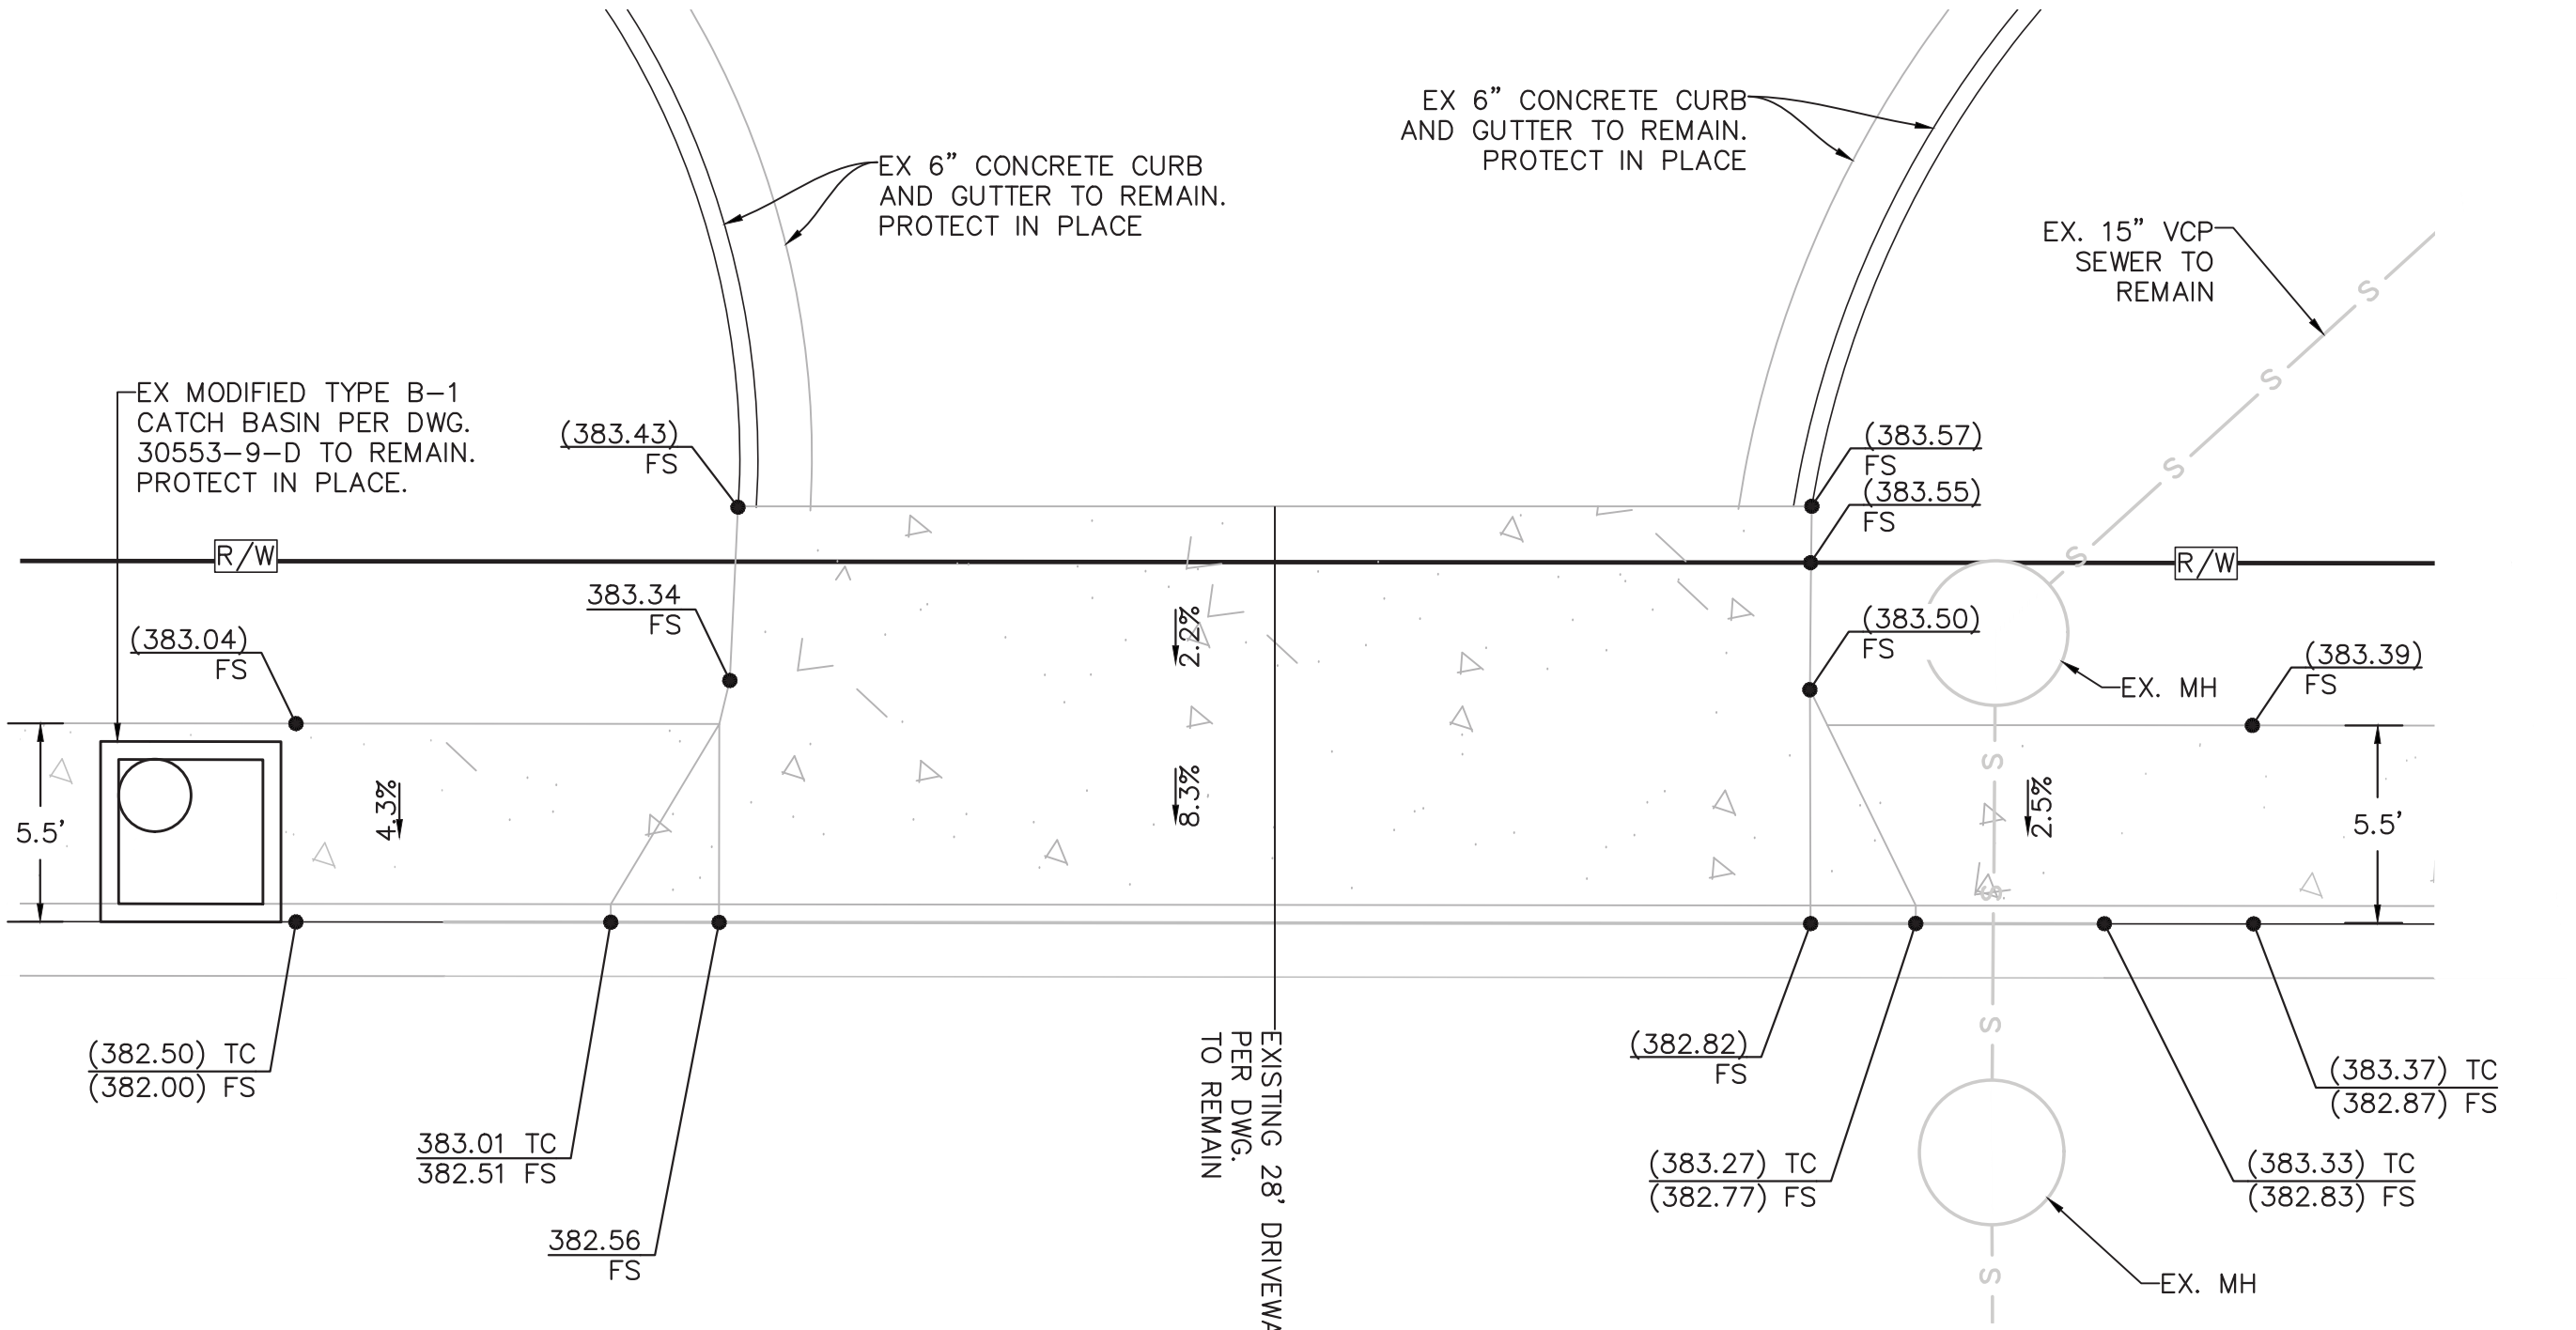 EX 6” CONCRETE CURB
AND GUTTER TO REMAIN.
PROTECT IN PLACE
EX 6” CONCRETE CURB
AND GUTTER TO REMAIN.
PROTECT IN PLACE
EX. 15” VCP
SEWER TO
REMAIN
S
S
S
S
EX MODIFIED TYPE B-1
CATCH BASIN PER DWG.
30553-9-D TO REMAIN.
PROTECT IN PLACE.
(383.43)
FS
(383.57)
FS
(383.55)
FS
R/W
R/W
383.34
FS
(383.04)
FS
2.2%
(383.50)
FS
(383.39)
FS
EX. MH
5.5’
4.3%
8.3%
S
2.5%
5.5’
S
S
(382.50) TC
(382.00) FS
383.01 TC
382.51 FS
382.56
FS
EXISTING 28’ DRIVEWA
PER DWG.
TO REMAIN
(382.82)
FS
(383.27) TC
(382.77) FS
(383.37) TC
(382.87) FS
(383.33) TC
(382.83) FS
S
EX. MH